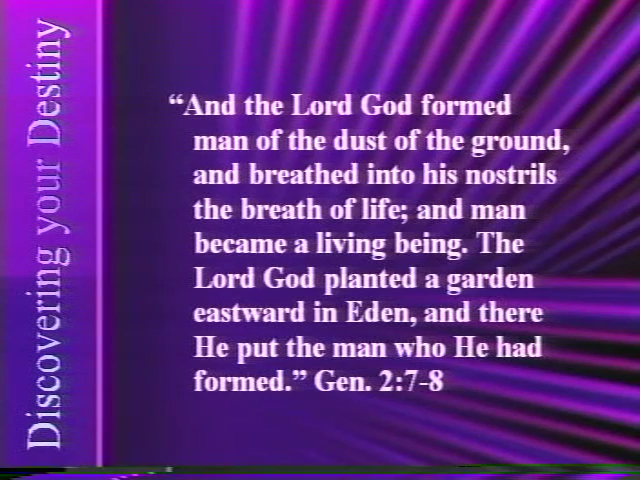 Discovering your Destiny
“And the Lord God formed
man of the dust of the ground,
and breathed into his nostrils
the breath of life; and man
became a living being. The
Lord God planted a garden
eastward in Eden, and there
He put the man who He had
formed.” Gen. 2:7-8